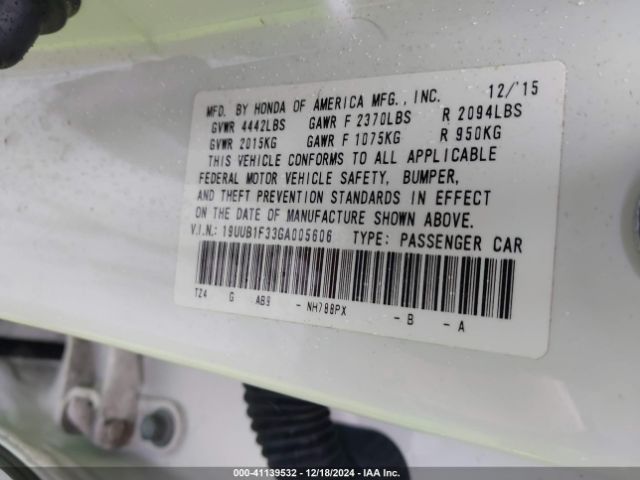 MFD. BY HONDA OF AMERICA MFG., INC. 12/'15
GVWR 4442LBS GAWR F 2370LBS R 2094LBS
GVWR 2015KG GAWR F 1075KG R 950KG
THIS VEHICLE CONFORMS TO ALL APPLICABLE
FEDERAL MOTOR VEHICLE SAFETY, BUMPER,
AND THEFT PREVENTION STANDARDS IN EFFECT
ON THE DATE OF MANUFACTURE SHOWN ABOVE.
V.I.N.: 19UUB1F33GA005606 TYPE: PASSENGER CAR
T24 G AB9 - NH788PX - B - A
000-41139532 - 12/18/2024 - IAA Inc.